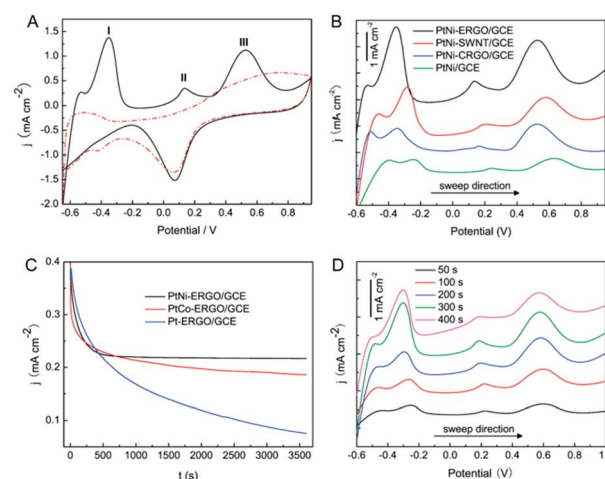 A
I
II
III
1.5
1.0
0.5
0.0
0.5
1.0
1.5
2.0
j (mA cm-2)
-0.6 -0.4 -0.2 0.0 0.2 0.4 0.6 0.8
Potential / V
B
1 mA cm-2
PtNi-ERGO/GCE
PtNi-SWNT/GCE
PtNi-CRGO/GCE
PtNi/GCE
sweep direction
j (mA cm-2)
-0.6 -0.4 -0.2 0.0 0.2 0.4 0.6 0.8
Potential (V)
C
0.4
0.3
0.2
0.1
j (mA cm-2)
PtNi-ERGO/GCE
PtCo-ERGO/GCE
Pt-ERGO/GCE
0 500 1000 1500 2000 2500 3000 3500
t (s)
D
1 mA cm-2
50 s
100 s
200 s
300 s
400 s
sweep direction
j (mA cm-2)
-0.6 -0.4 -0.2 0.0 0.2 0.4 0.6 0.8 1.0
Potential (V)